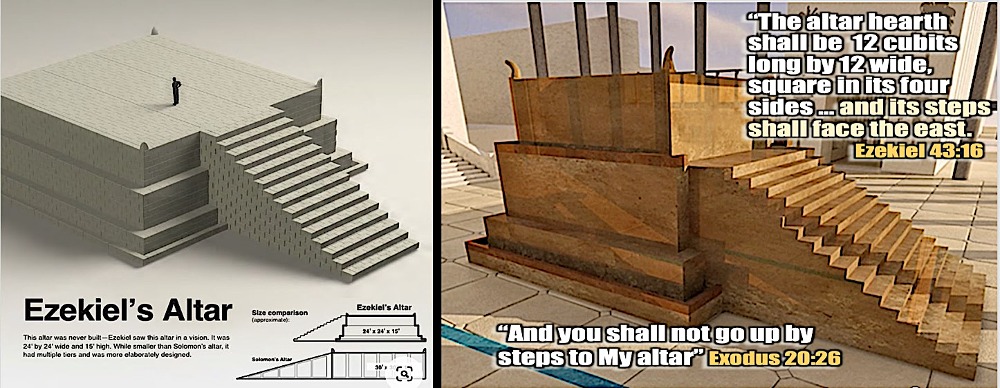 Ezekiel's Altar
This altar was never built—Ezekiel saw this altar in a vision. It was
24' by 24' wide and 15' high. While smaller than Solomon's altar, it
had multiple tiers and was more elaborately designed.
Size comparison
(approximate):
Ezekiel's Altar
24' x 24' x 15'
Solomon's Altar
30' x
“The altar hearth
shall be 12 cubits
long by 12 wide,
square in its four
sides ... and its steps
shall face the east.
Ezekiel 43:16
“And you shall not go up by
steps to My altar” Exodus 20:26